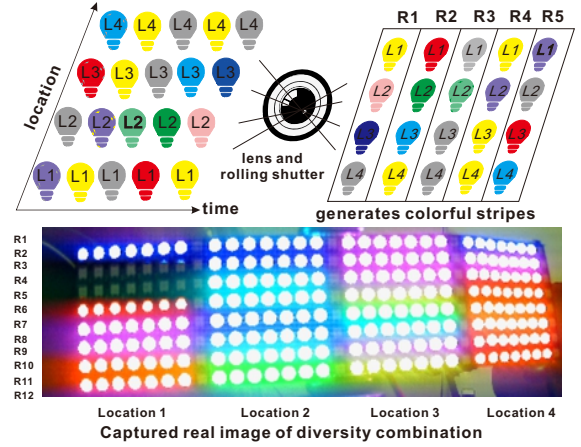 L4 L4 L4 L4 L4
L3 L3 L3 L3 L3
L2 L2 L2 L2 L2
L1 L1 L1 L1 L1
location
time
lens and
rolling shutter
R1 R2 R3 R4 R5
L1 L1 L1 L1 L1
L2 L2 L2 L2 L2
L3 L3 L3 L3 L3
L4 L4 L4 L4 L4
generates colorful stripes
R1
R2
R3
R4
R5
R6
R7
R8
R9
R10
R11
R12
Location 1 Location 2 Location 3 Location 4
Captured real image of diversity combination